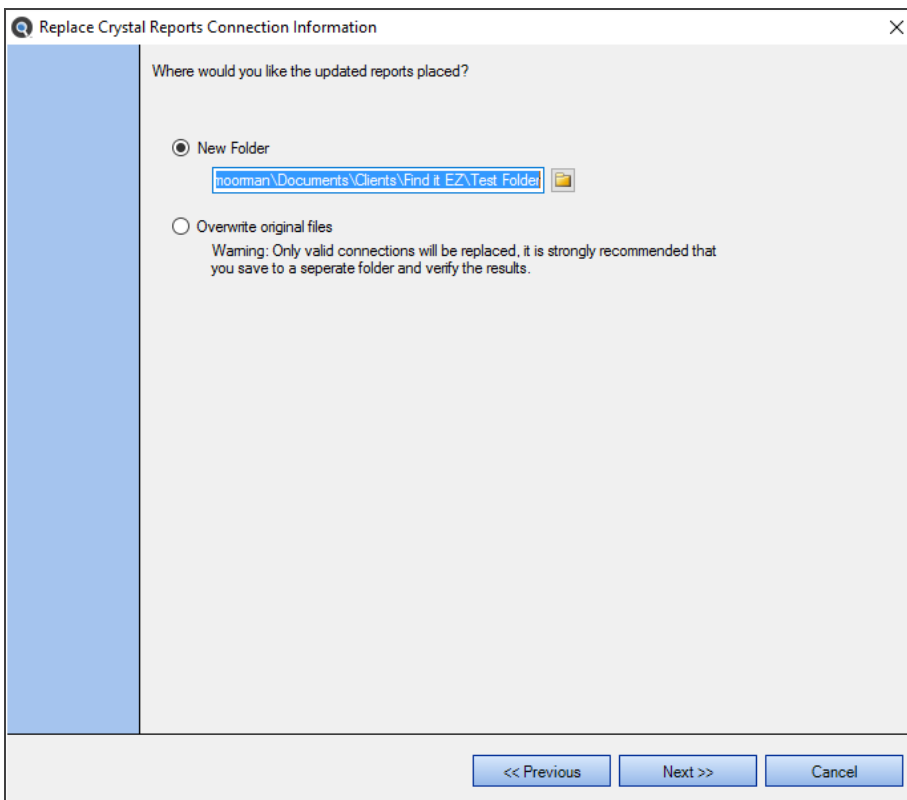 Replace Crystal Reports Connection Information
Where would you like the updated reports placed?
New Folder
noorman\Documents\Clients\Find it EZ\Test Folder
Overwrite original files
Warning: Only valid connections will be replaced, it is strongly recommended that
you save to a seperate folder and verify the results.
<< Previous
Next >>
Cancel